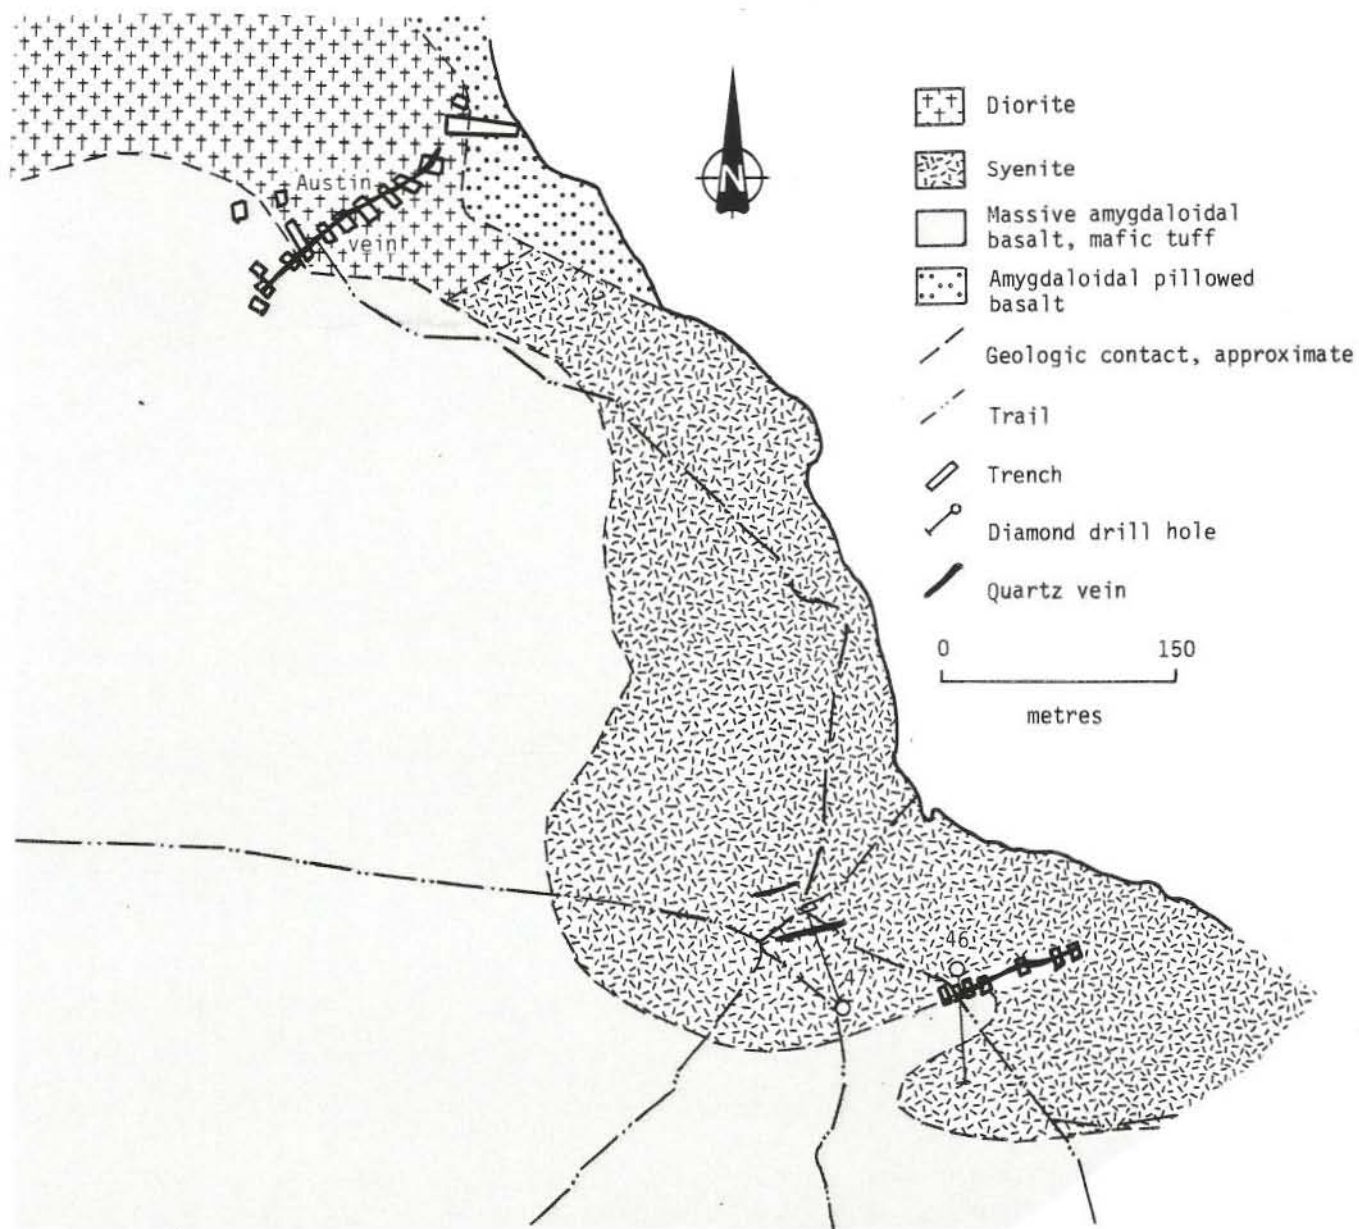 Austin
vein
N
Diorite
Syenite
Massive amygdaloidal
basalt, mafic tuff
Amygdaloidal pillowed
basalt
Geologic contact, approximate
Trail
Trench
Diamond drill hole
Quartz vein
0 150
metres
46
47